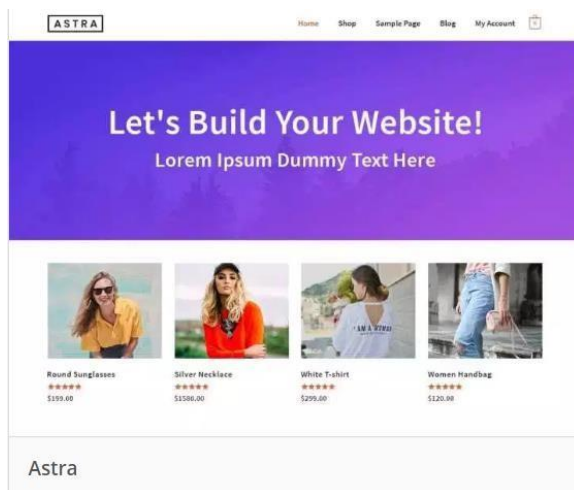 ASTRA
Home Shop Sample Page Blog My Account
Let's Build Your Website!
Lorem Ipsum Dummy Text Here
Round Sunglasses Silver Necklace White T-shirt Women Handbag
$199.00 $1500.00 $299.00 $120.00
Astra